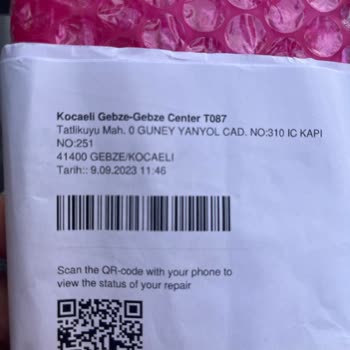 Kocaeli Gebze-Gebze Center T087
Tatlikuyu Mah. 0 GUNEY YANYOL CAD. NO:310 IC KAPI
NO:251
41400 GEBZE/KOCAELI
Tarih:: 9.09.2023 11:46
Scan the QR-code with your phone to
view the status of your repair